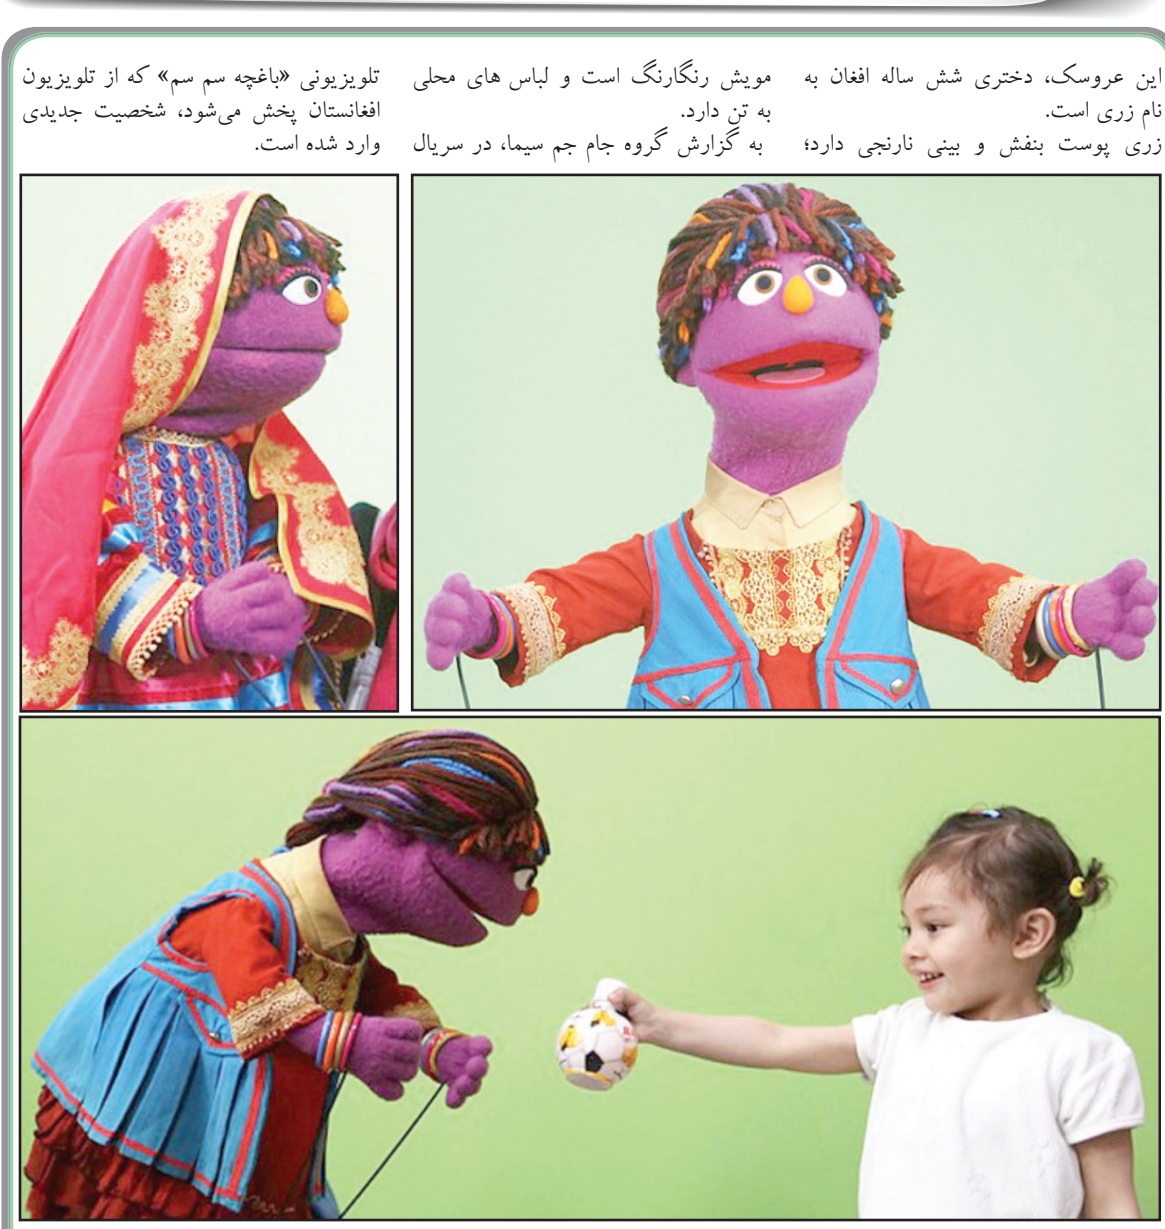 این عروسک، دختری شش ساله افغان به
نام زری است.
زری پوست بنفش و بینی نارنجی دارد؛
مویش رنگارنگ است و لباس های محلی
به تن دارد.
به گزارش گروه جام جم سیما، در سریال
تلویزیونی «باغچه سم سم» که از تلویزیون
افغانستان پخش می‌شود، شخصیت جدیدی
وارد شده است.